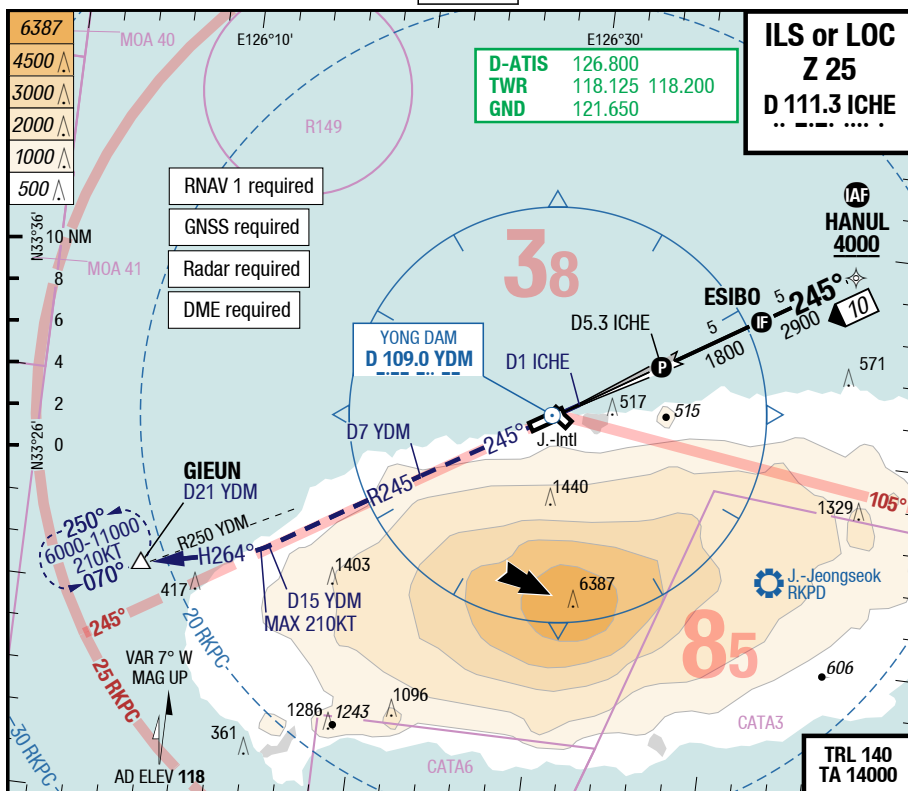 6387
4500
3000
2000
1000
500
MOA 40
E126°10'
E126°30'
R149
D-ATIS 126.800
TWR 118.125 118.200
GND 121.650
ILS or LOC
Z 25
D 111.3 ICHE
RNAV 1 required
GNSS required
Radar required
DME required
N33°36'
10 NM
8
6
4
2
0
N33°26'
MOA 41
38
IAF
HANUL
4000
ESIBO
5
245°
IF
2900
10
D5.3 ICHE
5
1800
P
YONG DAM
D 109.0 YDM
D1 ICHE
571
517
515
J.-Intl
D7 YDM
245°
R245
GIEUN
D21 YDM
R250 YDM
H264°
250°
6000-11000
210KT
070°
1440
105°
1329
1403
417
D15 YDM
MAX 210KT
6387
J.-Jeongseok
RKPD
245°
20 RKPC
25 RKPC
30 RKPC
85
VAR 7° W
MAG UP
606
1096
1286
1243
361
CATA3
CATA6
AD ELEV 118
TRL 140
TA 14000